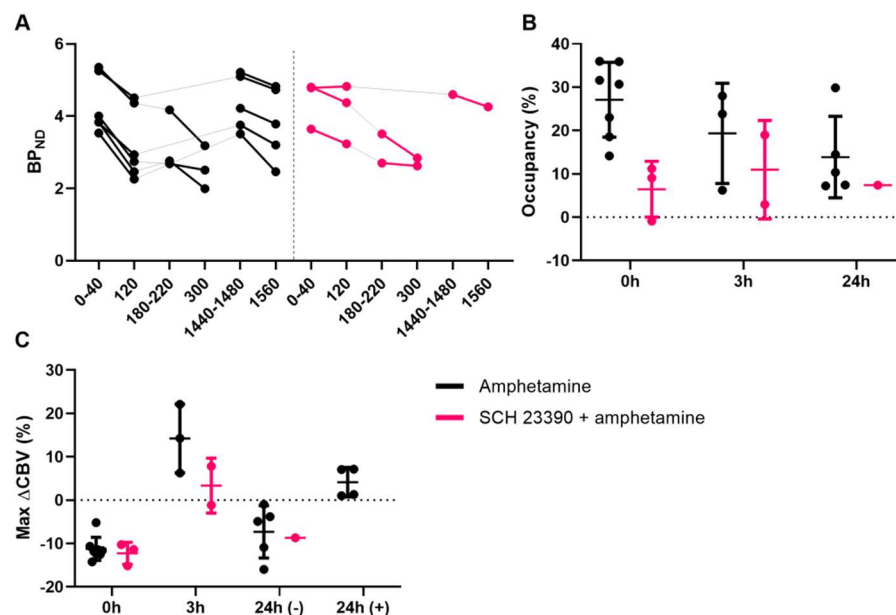 A
BP_ND
6
4
2
0
0-40
120
180-220
300
1440-1480
1560
0-40
120
180-220
300
1440-1480
1560
B
Occupancy (%)
40
30
20
10
0
-10
0h
3h
24h
C
Max ΔCBV (%)
30
20
10
0
-10
-20
0h
3h
24h (-)
24h (+)
Amphetamine
SCH 23390 + amphetamine